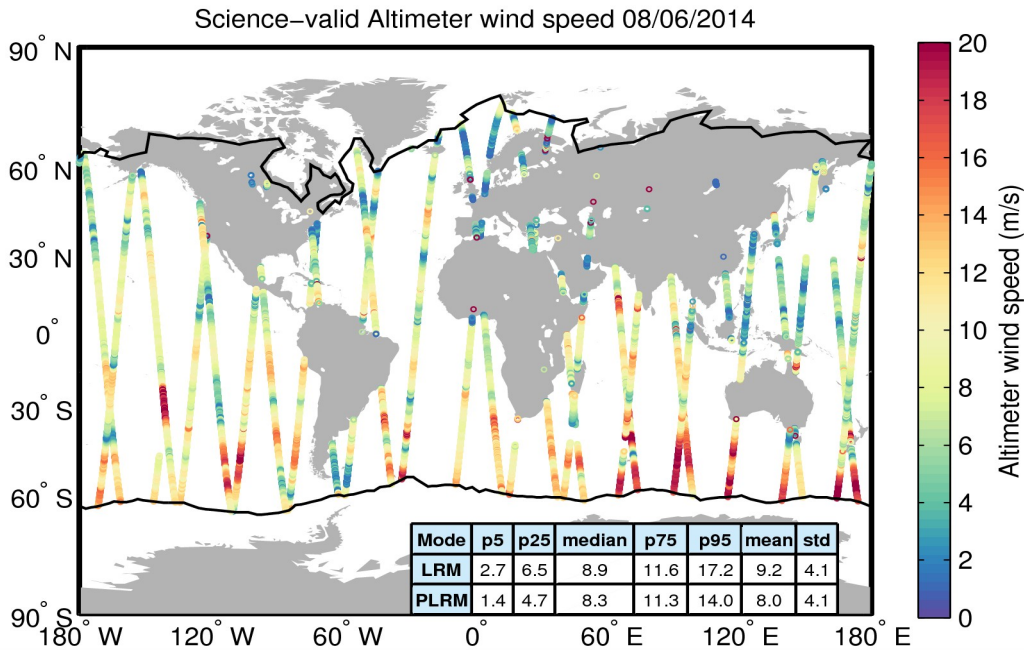 Science−valid Altimeter wind speed 08/06/2014
90° N
60° N
30° N
0°
30° S
60° S
90° S
180° W
120° W
60° W
0°
60° E
120° E
180° E
Mode p5 p25 median p75 p95 mean std
LRM 2.7 6.5 8.9 11.6 17.2 9.2 4.1
PLRM 1.4 4.7 8.3 11.3 14.0 8.0 4.1
20
18
16
14
12
10
8
6
4
2
0
Altimeter wind speed (m/s)